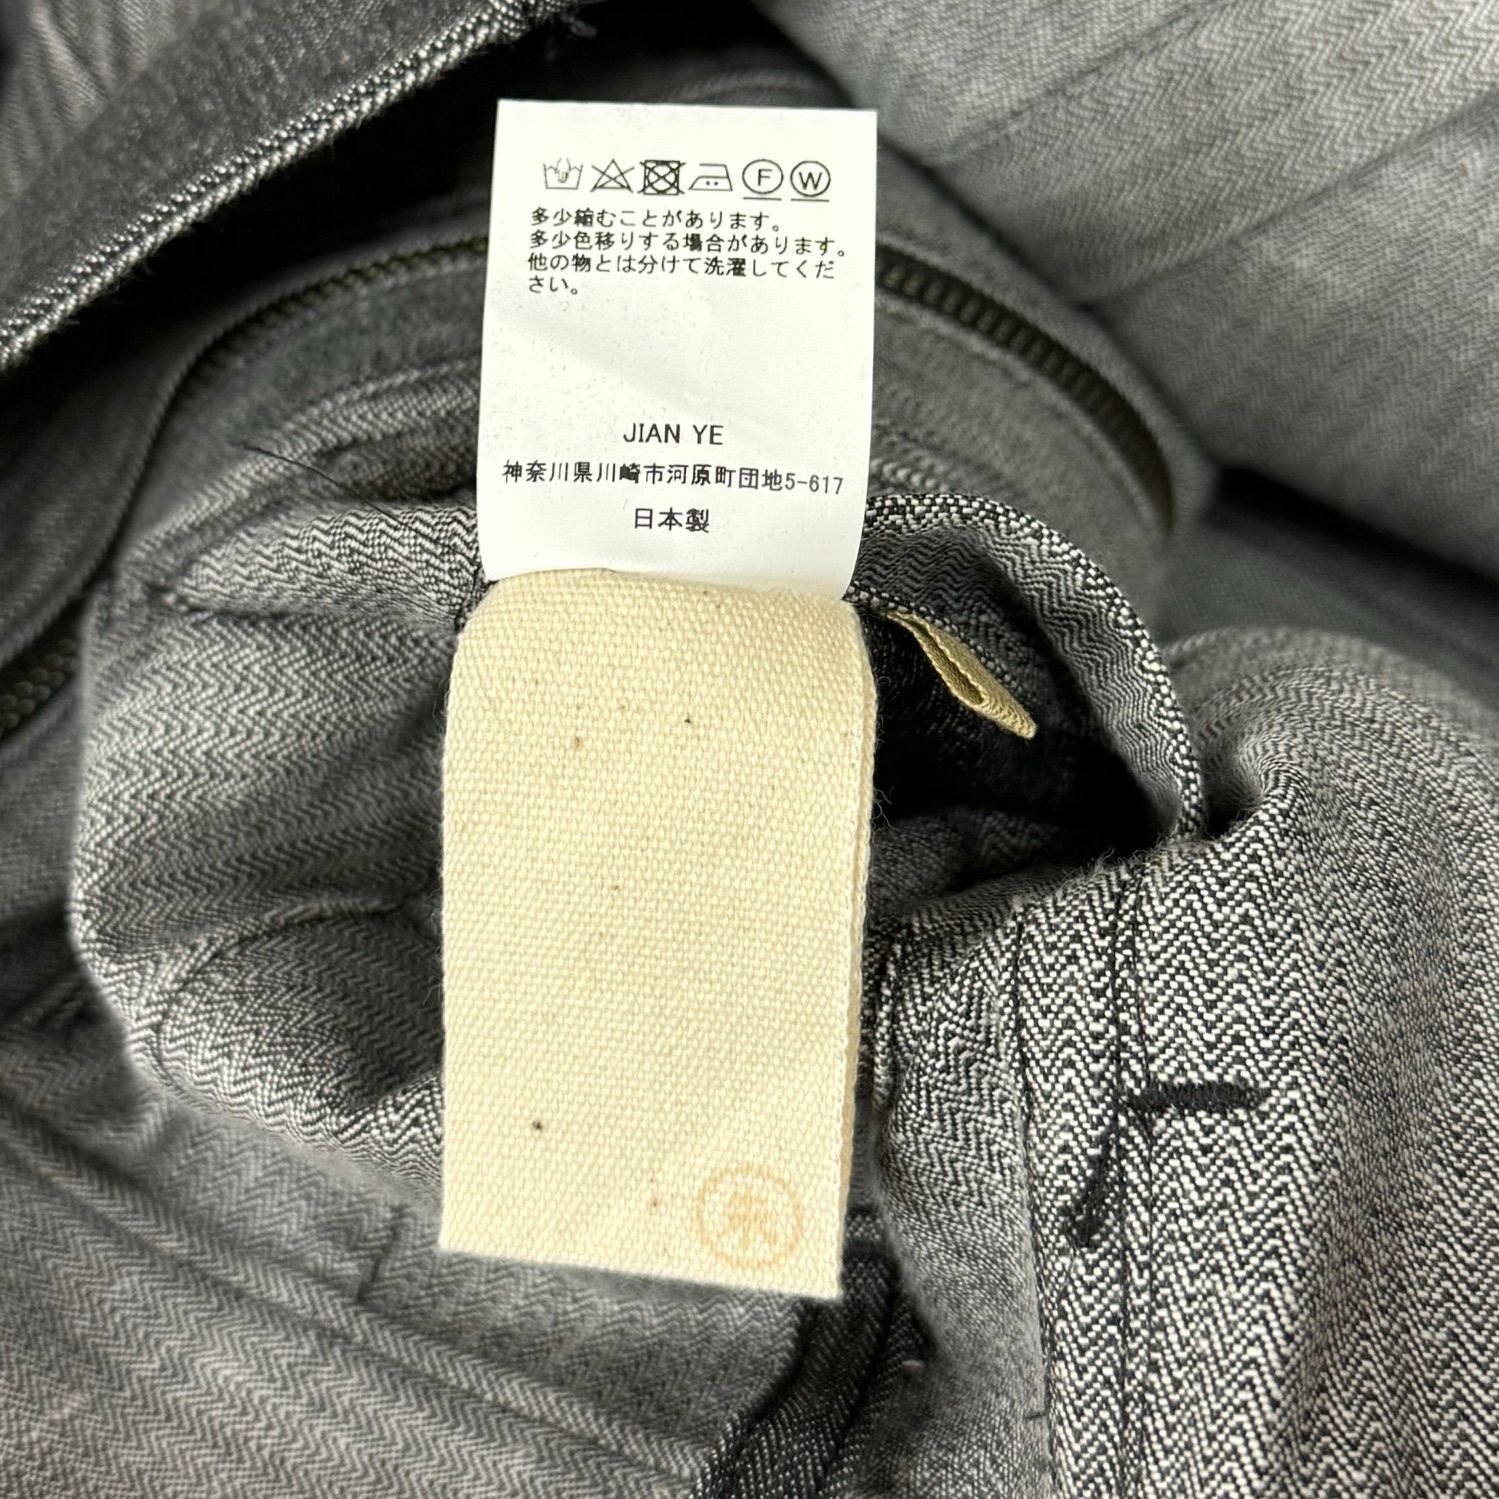 F W
多少縮むことがあります。
多少色移りする場合があります。
他の物とは分けて洗濯してくだ
さい。
JIAN YE
神奈川県川崎市河原町団地5-617
日本製